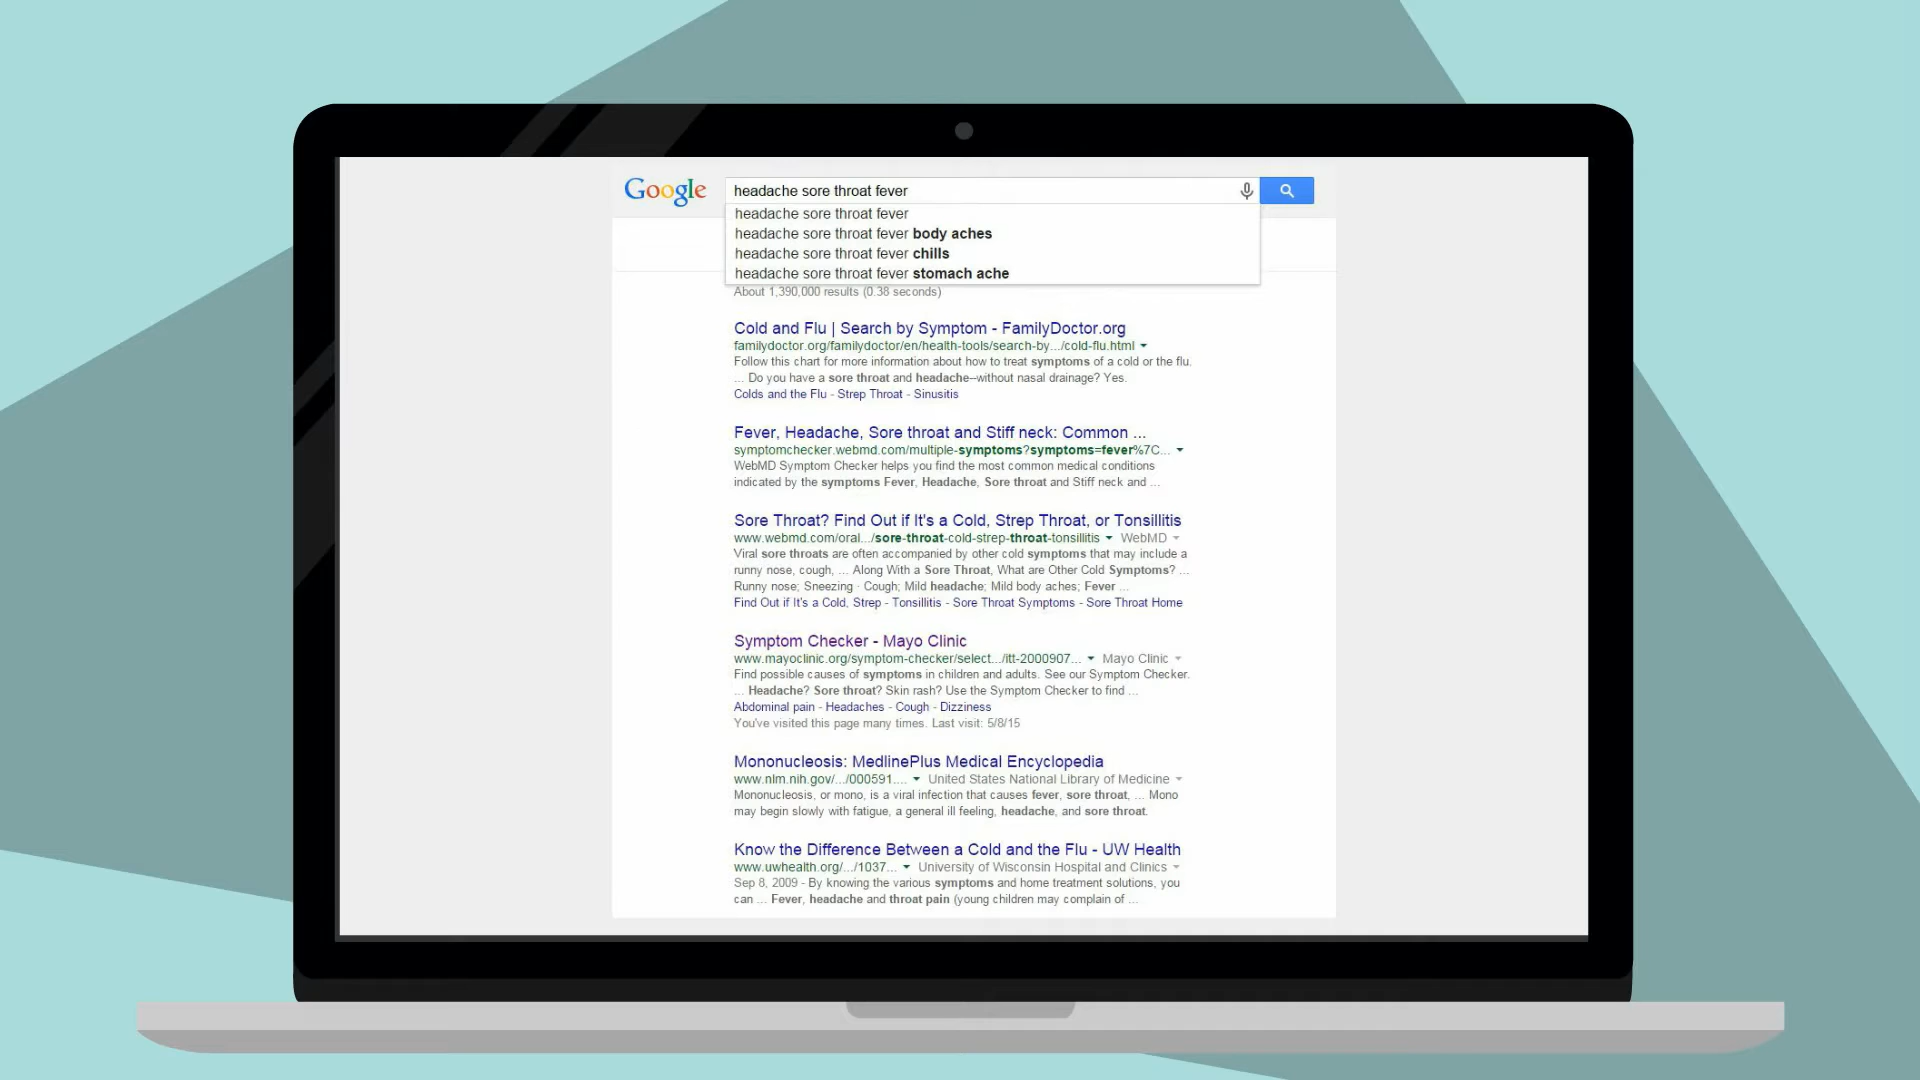 Google
headache sore throat fever
headache sore throat fever
headache sore throat fever body aches
headache sore throat fever chills
headache sore throat fever stomach ache
About 1,390,000 results (0.38 seconds)
Cold and Flu | Search by Symptom - FamilyDoctor.org
familydoctor.org/familydoctor/en/health-tools/search-by.../cold-flu.html
Follow this chart for more information about how to treat symptoms of a cold or the flu.
... Do you have a sore throat and headache--without nasal drainage? Yes.
Colds and the Flu - Strep Throat - Sinusitis
Fever, Headache, Sore throat and Stiff neck: Common ...
symptomchecker.webmd.com/multiple-symptoms?symptoms=fever%7C...
WebMD Symptom Checker helps you find the most common medical conditions
indicated by the symptoms Fever, Headache, Sore throat and Stiff neck and ...
Sore Throat? Find Out if It's a Cold, Strep Throat, or Tonsillitis
www.webmd.com/oral.../sore-throat-cold-strep-throat-tonsillitis WebMD
Viral sore throats are often accompanied by other cold symptoms that may include a
runny nose, cough, ... Along With a Sore Throat, What are Other Cold Symptoms? ...
Runny nose; Sneezing · Cough; Mild headache; Mild body aches; Fever ...
Find Out if It's a Cold, Strep - Tonsillitis - Sore Throat Symptoms - Sore Throat Home
Symptom Checker - Mayo Clinic
www.mayoclinic.org/symptom-checker/select.../itt-2000907... Mayo Clinic
Find possible causes of symptoms in children and adults. See our Symptom Checker.
... Headache? Sore throat? Skin rash? Use the Symptom Checker to find ...
Abdominal pain - Headaches - Cough - Dizziness
You've visited this page many times. Last visit: 5/8/15
Mononucleosis: MedlinePlus Medical Encyclopedia
www.nlm.nih.gov/.../000591.... United States National Library of Medicine
Mononucleosis, or mono, is a viral infection that causes fever, sore throat, ... Mono
may begin slowly with fatigue, a general ill feeling, headache, and sore throat.
Know the Difference Between a Cold and the Flu - UW Health
www.uwhealth.org/.../1037... University of Wisconsin Hospital and Clinics
Sep 8, 2009 - By knowing the various symptoms and home treatment solutions, you
can ... Fever, headache and throat pain (young children may complain of ...